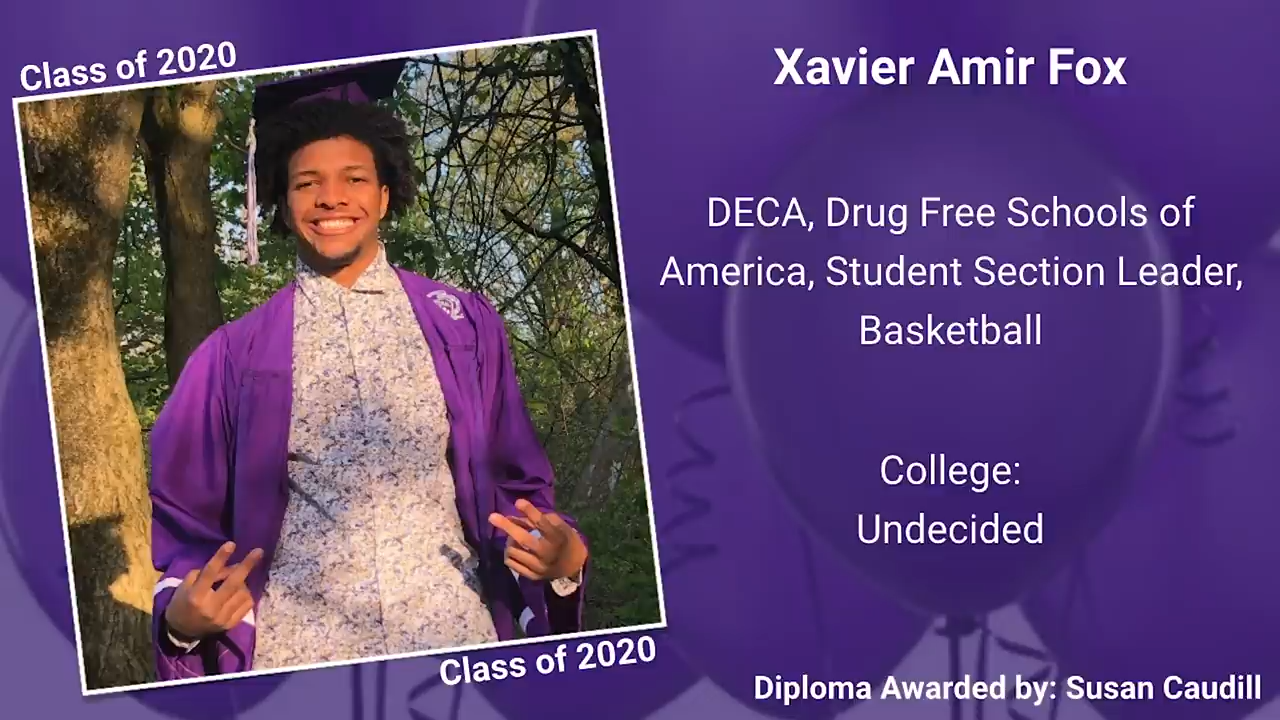 Class of 2020
Xavier Amir Fox
DECA, Drug Free Schools of
America, Student Section Leader,
Basketball
College:
Undecided
Class of 2020
Diploma Awarded by: Susan Caudill